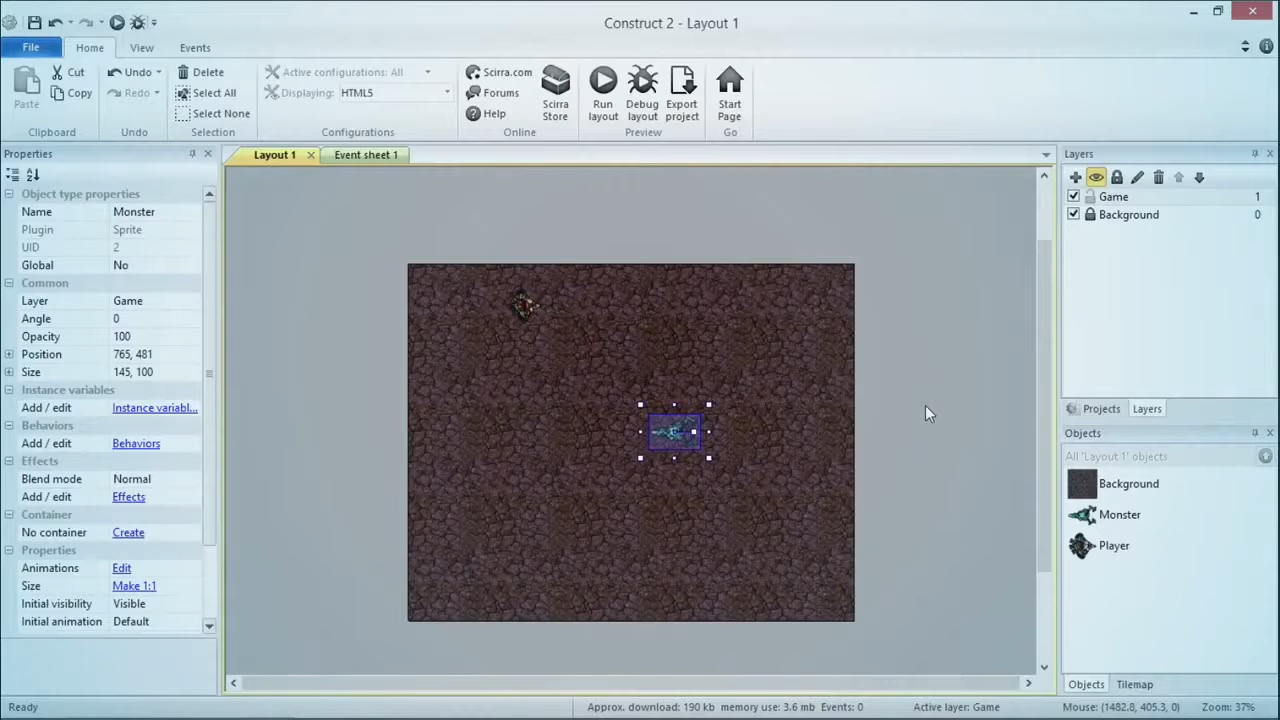 Construct 2 - Layout 1
File Home View Events
Paste Cut Copy Undo Redo Delete Select All Select None Active configurations: All Displaying: HTML5 Scirra.com Forums Help Scirra Store Run layout Debug layout Export project Start Page
Clipboard Undo Selection Configurations Online Preview Go
Properties
Object type properties
Name Monster
Plugin Sprite
UID 2
Global No
Common
Layer Game
Angle 0
Opacity 100
Position 765, 481
Size 145, 100
Instance variables
Add / edit Instance variabl...
Behaviors
Add / edit Behaviors
Effects
Blend mode Normal
Add / edit Effects
Container
No container Create
Properties
Animations Edit
Size Make 1:1
Initial visibility Visible
Initial animation Default
Layout 1 Event sheet 1
Layers
Game 1
Background 0
Projects Layers
Objects
All 'Layout 1' objects
Background
Monster
Player
Objects Tilemap
Ready Approx. download: 190 kb memory use: 3.6 mb Events: 0 Active layer: Game Mouse: (1482.8, 405.3, 0) Zoom: 37%